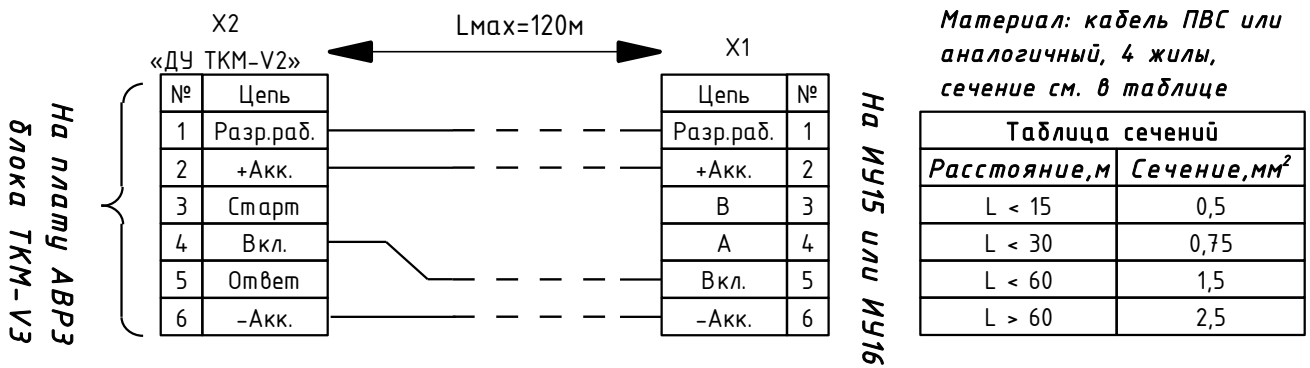 X2
«ДУ ТКМ-V2»
Lмах=120м
X1
Материал: кабель ПВС или
аналогичный, 4 жилы,
сечение см. в таблице
На плату АВР3
блока ТКМ-V3
№ Цепь
1 Разр.раб.
2 +Акк.
3 Старт
4 Вкл.
5 Ответ
6 -Акк.
Цепь №
Разр.раб. 1
+Акк. 2
В 3
А 4
Вкл. 5
-Акк. 6
На ИУ15 или ИУ16
Таблица сечений
Расстояние,м Сечение,мм²
L < 15 0,5
L < 30 0,75
L < 60 1,5
L > 60 2,5